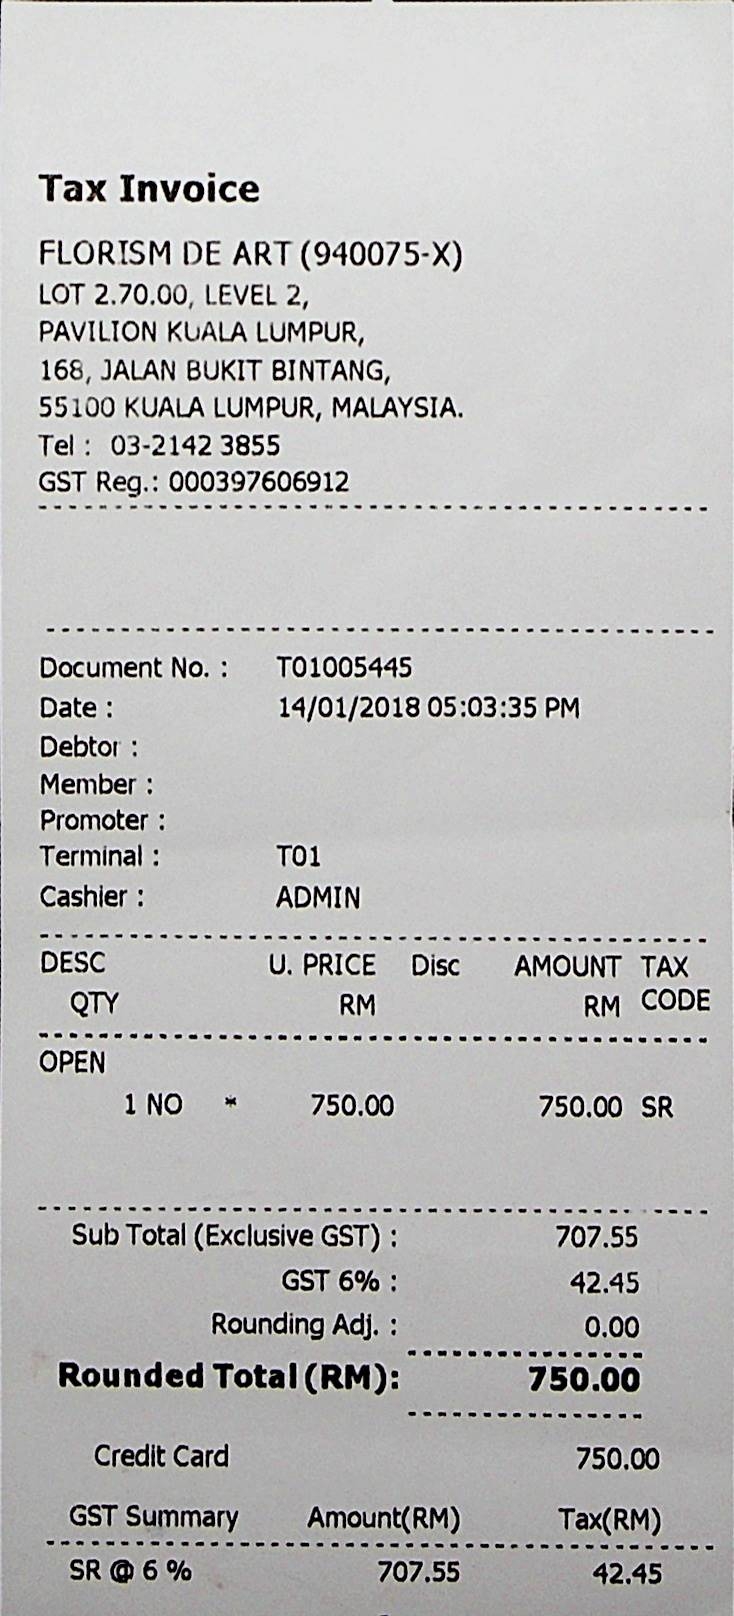 Tax Invoice
FLORISM DE ART (940075-X)
LOT 2.70.00, LEVEL 2,
PAVILION KUALA LUMPUR,
168, JALAN BUKIT BINTANG,
55100 KUALA LUMPUR, MALAYSIA.
Tel : 03-2142 3855
GST Reg.: 000397606912
Document No. : T01005445
Date : 14/01/2018 05:03:35 PM
Debtor :
Member :
Promoter :
Terminal : T01
Cashier : ADMIN
DESC U. PRICE Disc AMOUNT TAX
QTY RM RM CODE
OPEN
1 NO * 750.00 750.00 SR
Sub Total (Exclusive GST) : 707.55
GST 6% : 42.45
Rounding Adj. : 0.00
Rounded Total (RM): 750.00
Credit Card 750.00
GST Summary Amount(RM) Tax(RM)
SR @ 6 % 707.55 42.45